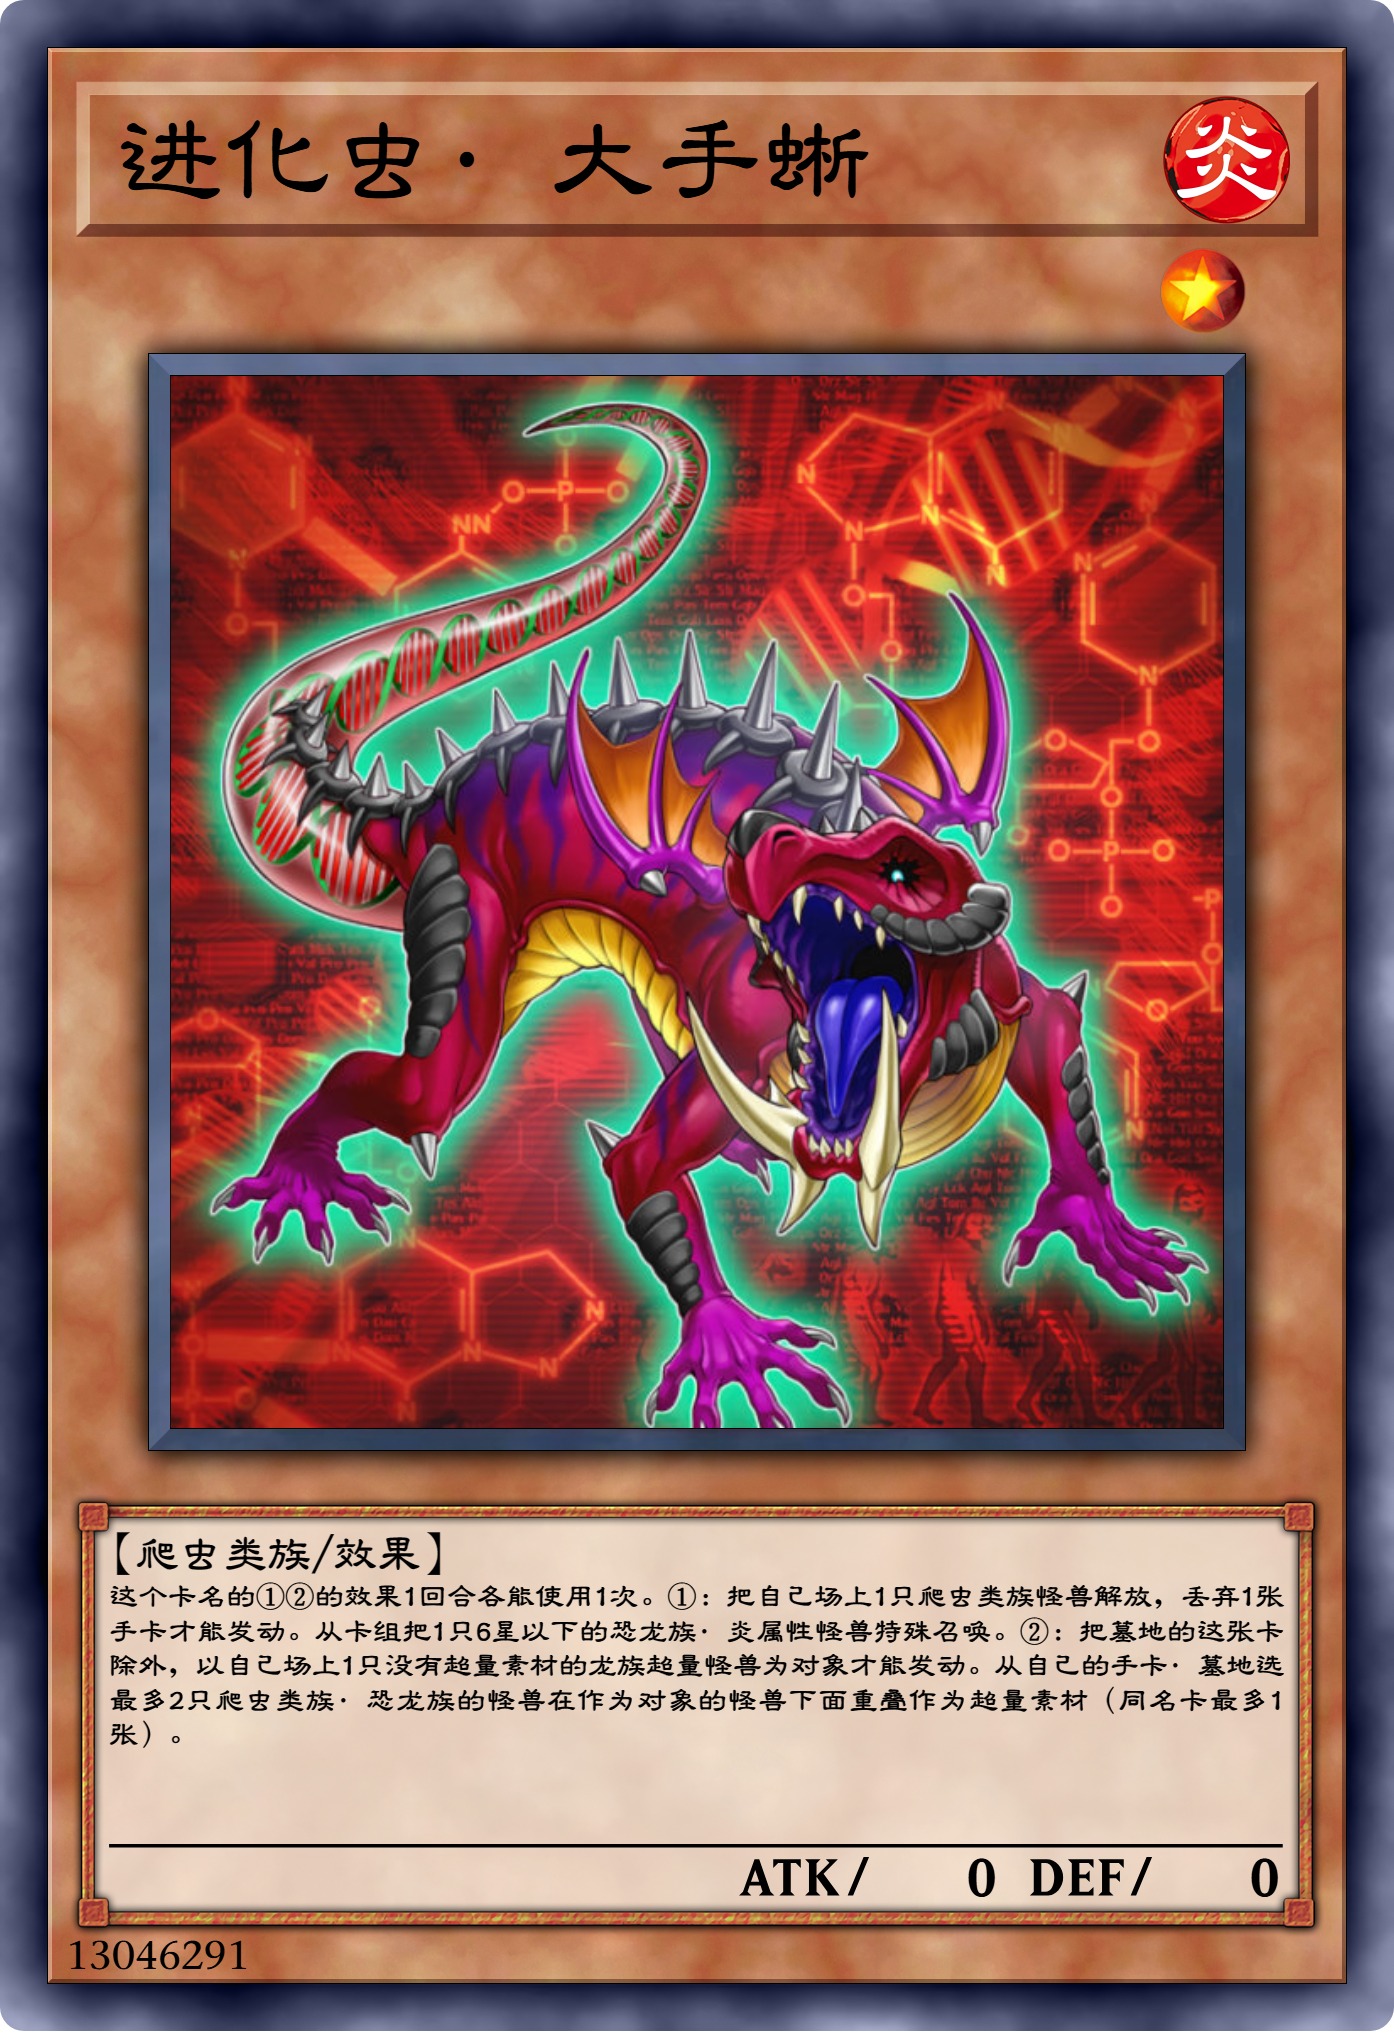 进化虫·大手蜥
炎
【爬虫类族/效果】
这个卡名的①②的效果1回合各能使用1次。①：把自己场上1只爬虫类族怪兽解放，丢弃1张
手卡才能发动。从卡组把1只6星以下的恐龙族·炎属性怪兽特殊召唤。②：把墓地的这张卡
除外，以自己场上1只没有超量素材的龙族超量怪兽为对象才能发动。从自己的手卡·墓地选
最多2只爬虫类族·恐龙族的怪兽在作为对象的怪兽下面重叠作为超量素材（同名卡最多1
张）。
ATK/ 0 DEF/ 0
13046291